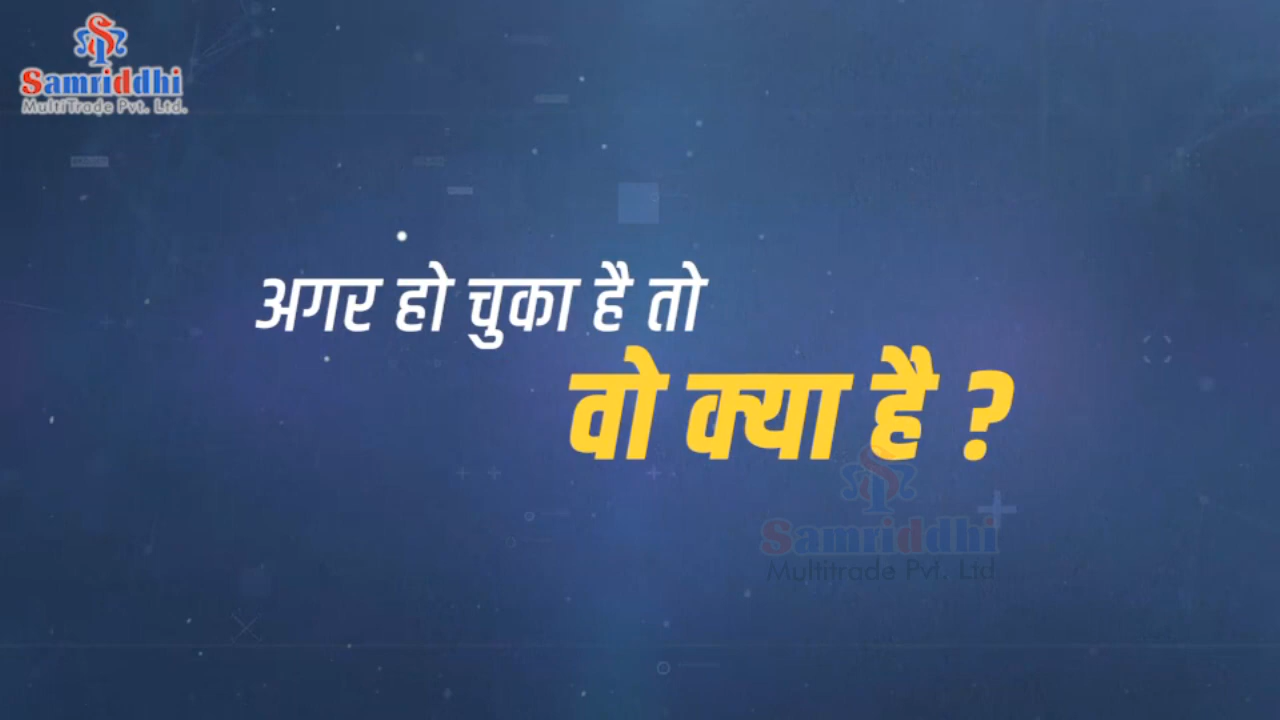 Samriddhi
MultiTrade Pvt. Ltd.
अगर हो चुका है तो
वो क्या है ?
Samriddhi
Multitrade Pvt. Ltd